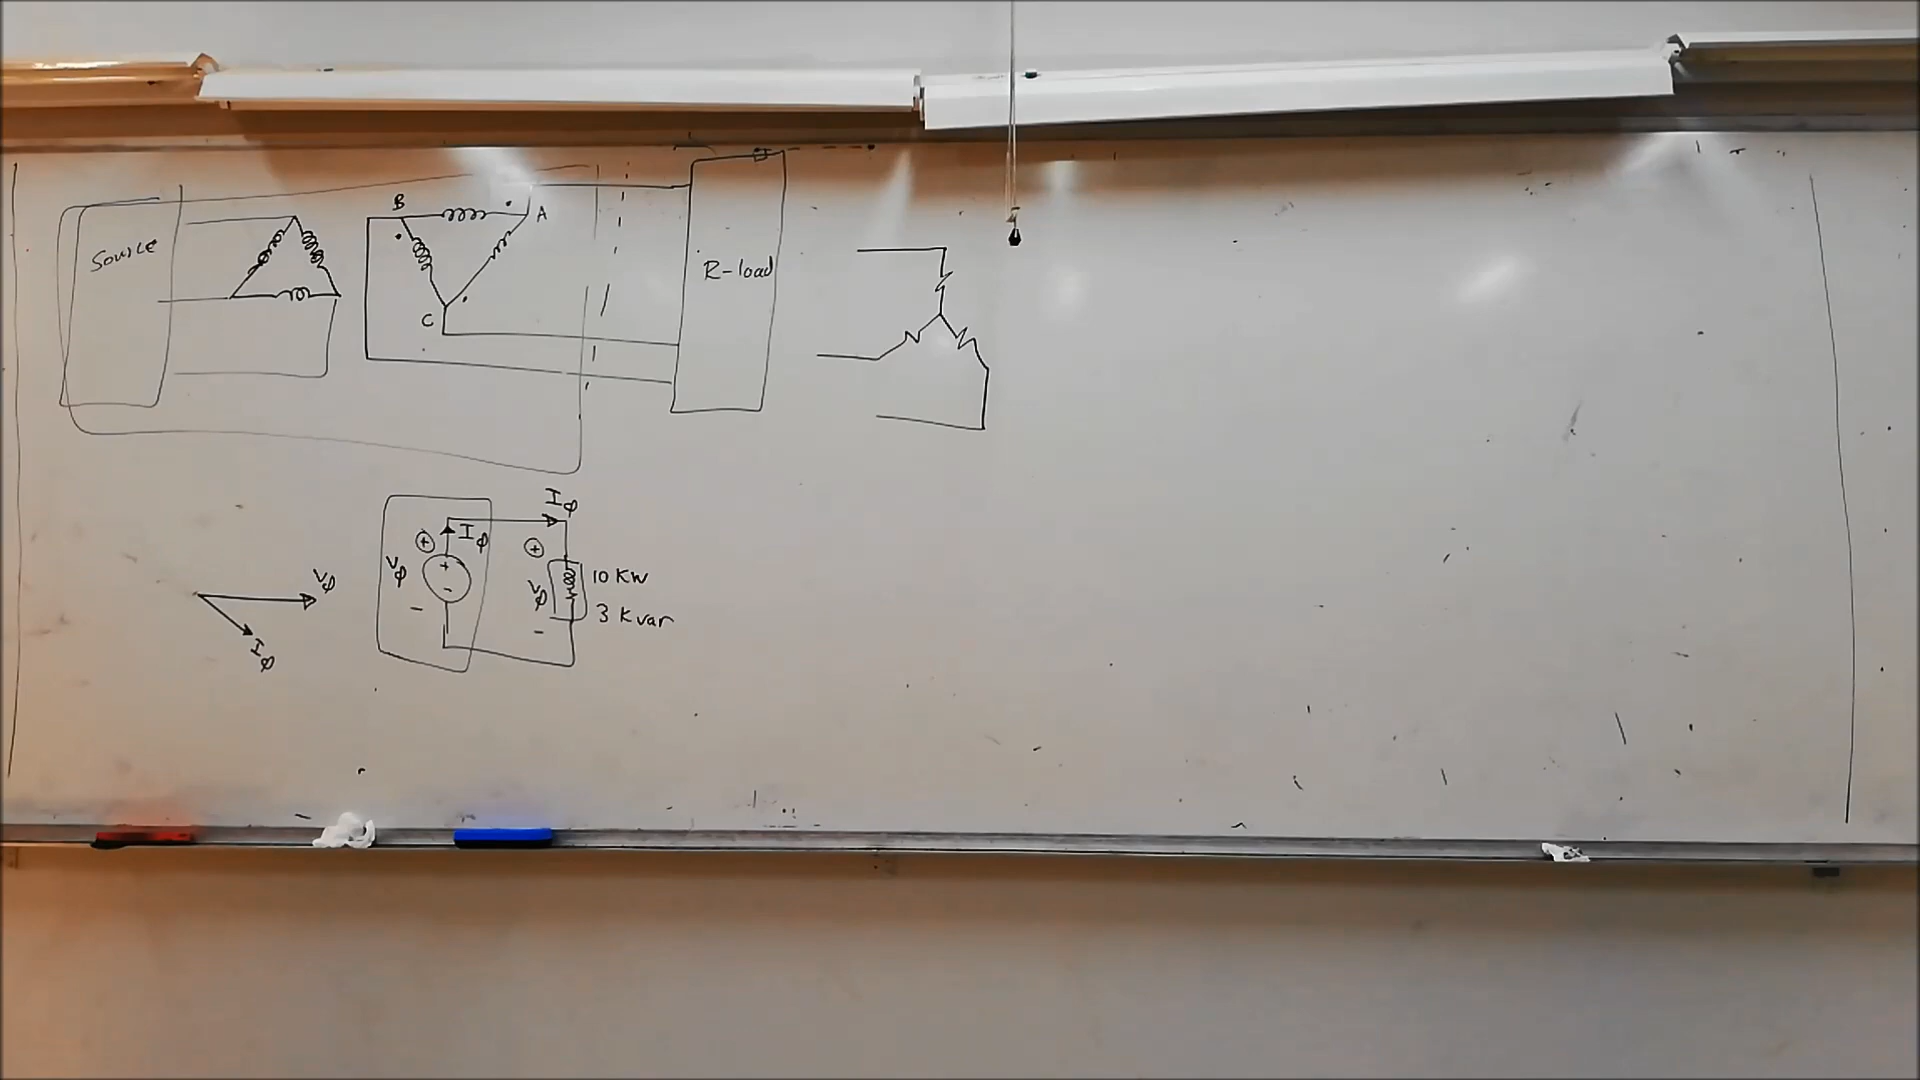 Source
B
A
C
R-load
Iφ
+
Iφ
+
Vφ
+
-
-
Vφ
-
10 KW
3 Kvar
Vφ
Iφ